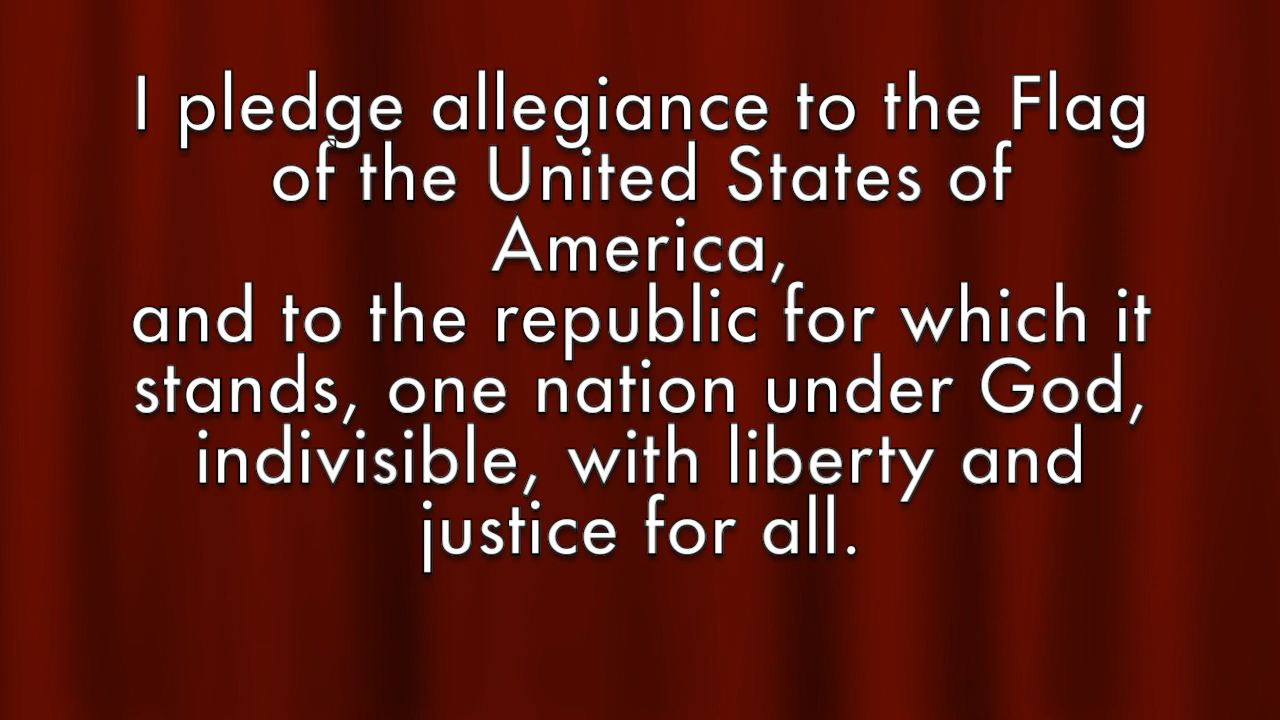 I pledge allegiance to the Flag
of the United States of
America,
and to the republic for which it
stands, one nation under God,
indivisible, with liberty and
justice for all.